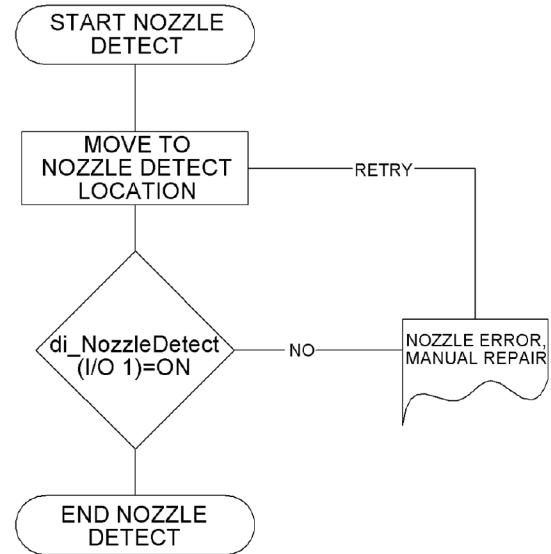 START NOZZLE
DETECT
MOVE TO
NOZZLE DETECT
LOCATION
RETRY
di_NozzleDetect
(I/O 1)=ON
NO
NOZZLE ERROR,
MANUAL REPAIR
END NOZZLE
DETECT